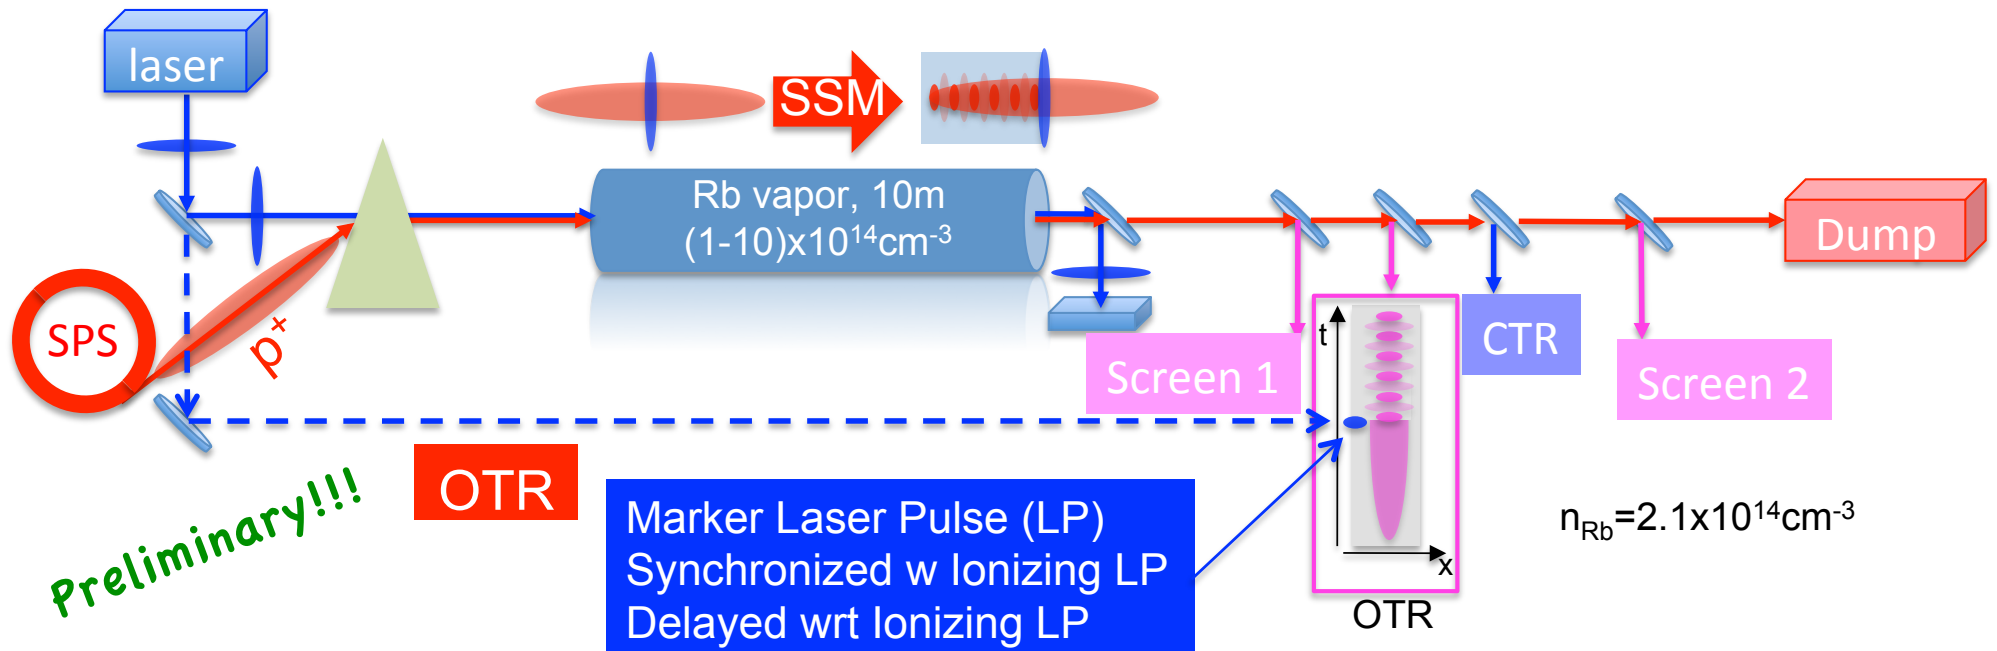 laser
SSM
Rb vapor, 10m
(1-10)x10¹⁴cm⁻³
Dump
SPS
p⁺
t
CTR
Screen 1
Screen 2
x
OTR
OTR
Preliminary!!!
Marker Laser Pulse (LP)
Synchronized w Ionizing LP
Delayed wrt Ionizing LP
n_Rb=2.1x10¹⁴cm⁻³